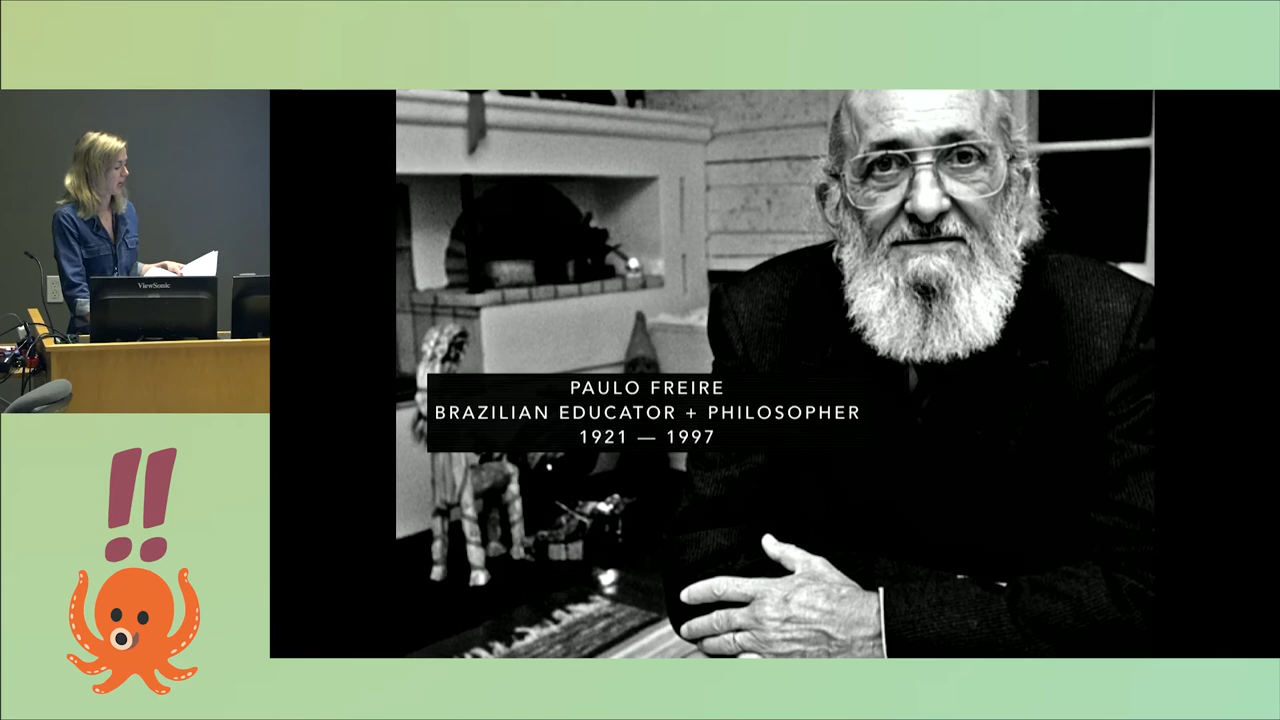 ViewSonic
PAULO FREIRE
BRAZILIAN EDUCATOR + PHILOSOPHER
1921 — 1997
!!